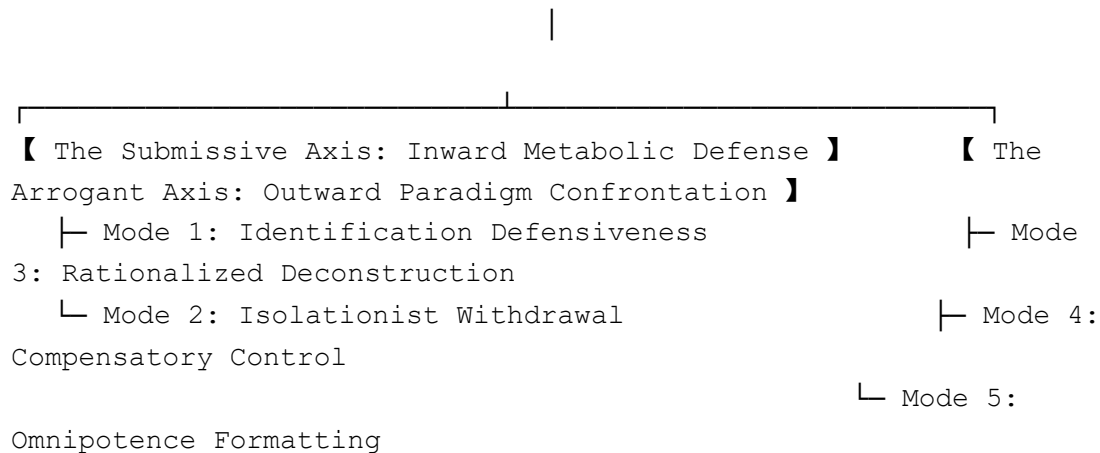 │
┌──────────────────────────────┴──────────────────────────────┐
【 The Submissive Axis: Inward Metabolic Defense 】 【 The
Arrogant Axis: Outward Paradigm Confrontation 】
├─ Mode 1: Identification Defensiveness ├─ Mode
3: Rationalized Deconstruction
└─ Mode 2: Isolationist Withdrawal ├─ Mode 4:
Compensatory Control
└─ Mode 5:
Omnipotence Formatting